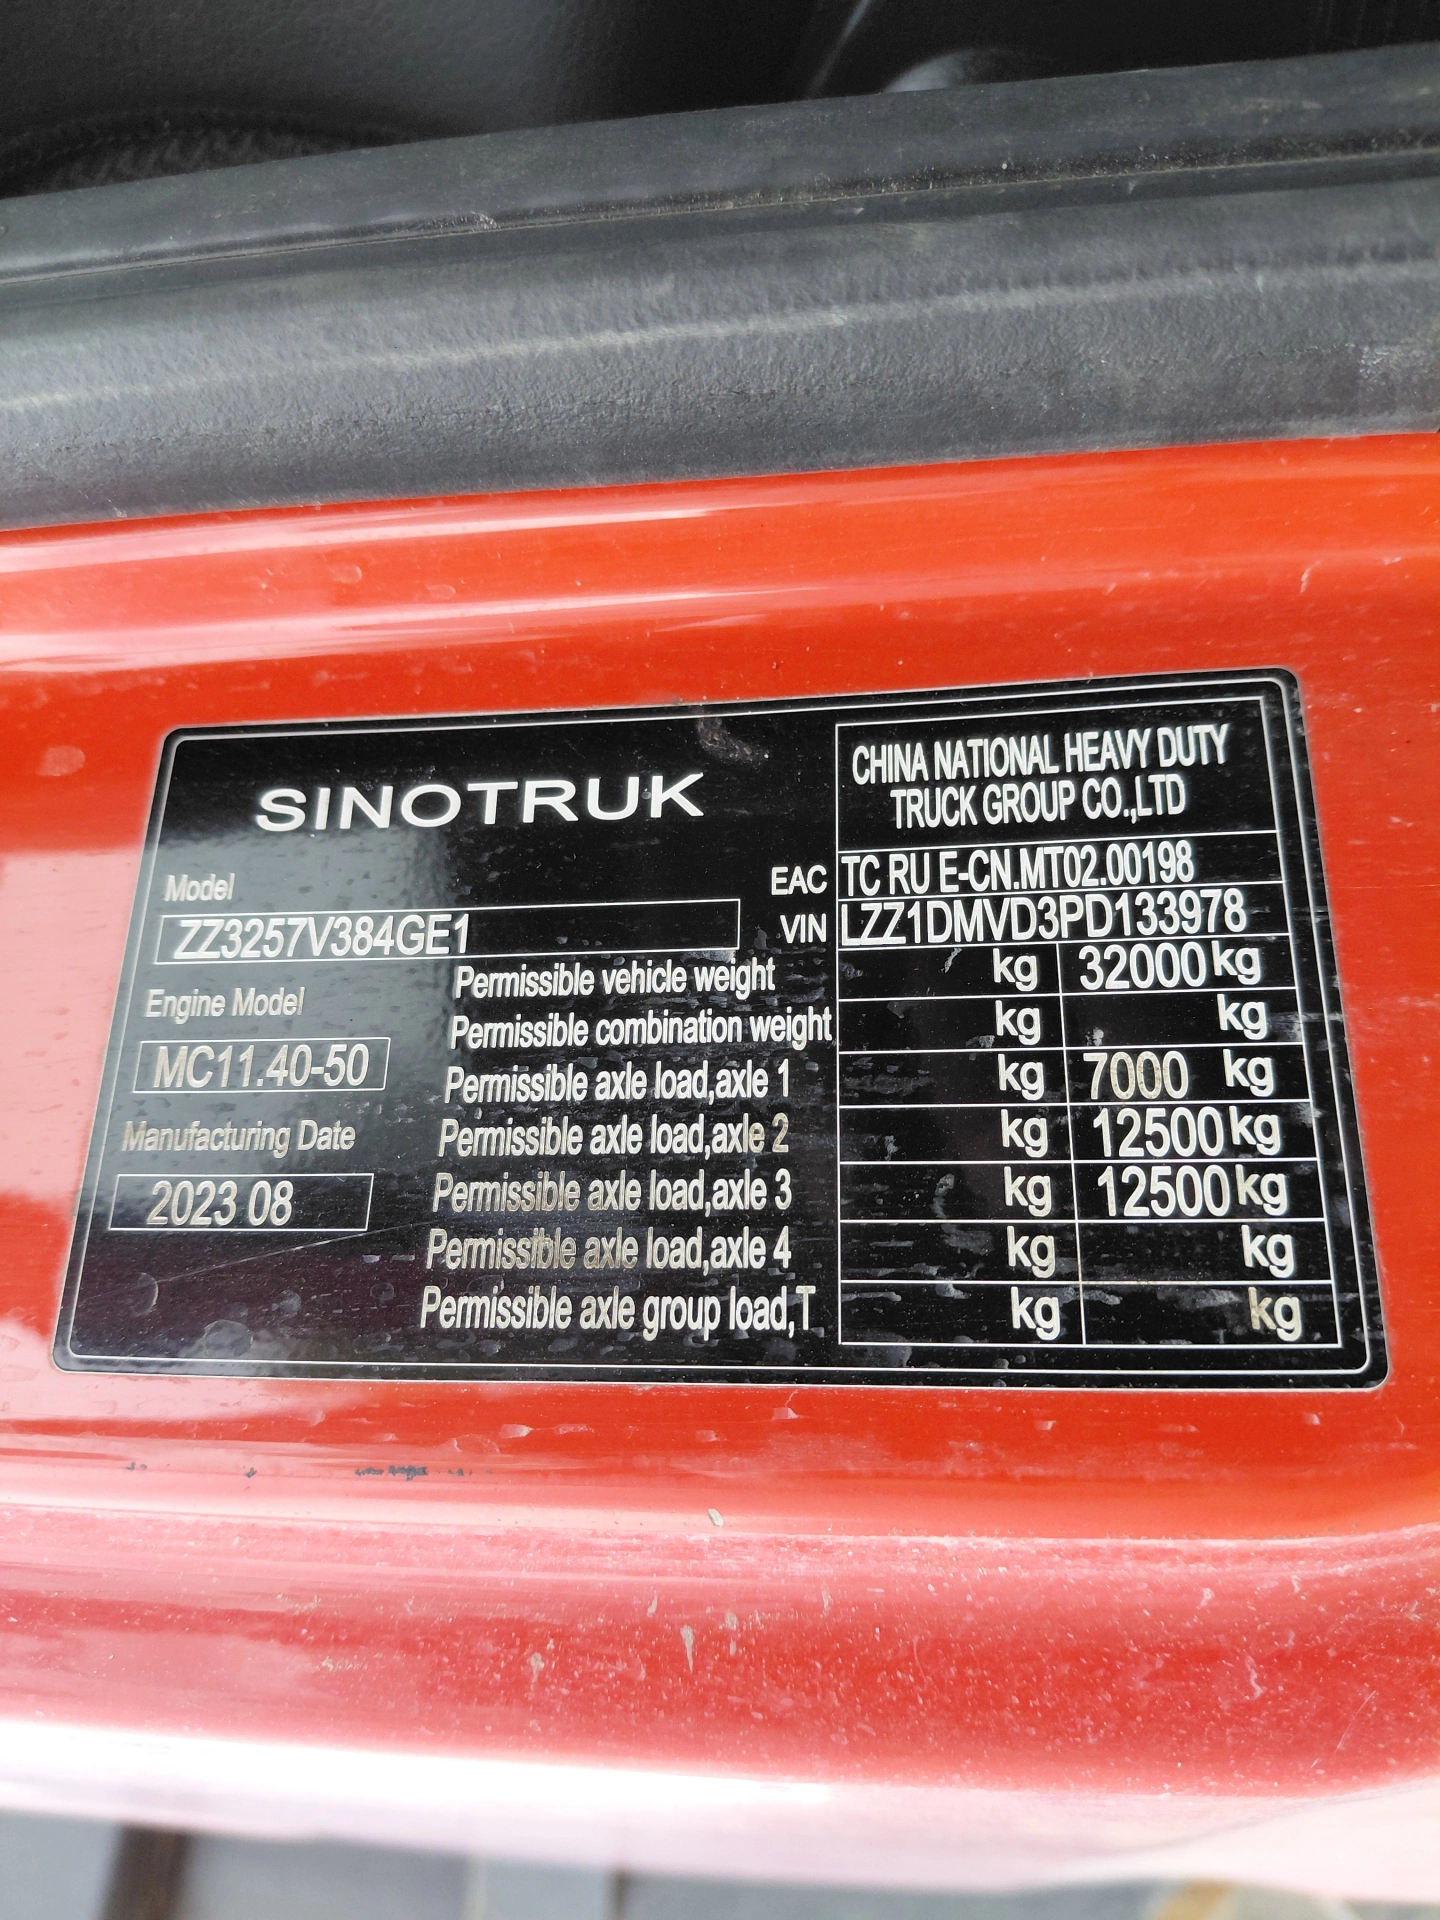 SINOTRUK
CHINA NATIONAL HEAVY DUTY
TRUCK GROUP CO.,LTD
Model
ZZ3257V384GE1
EAC TC RU E-CN.MT02.00198
VIN LZZ1DMVD3PD133978
Engine Model
MC11.40-50
Manufacturing Date
2023 08
Permissible vehicle weight kg 32000 kg
Permissible combination weight kg kg
Permissible axle load,axle 1 kg 7000 kg
Permissible axle load,axle 2 kg 12500 kg
Permissible axle load,axle 3 kg 12500 kg
Permissible axle load,axle 4 kg kg
Permissible axle group load,T kg kg